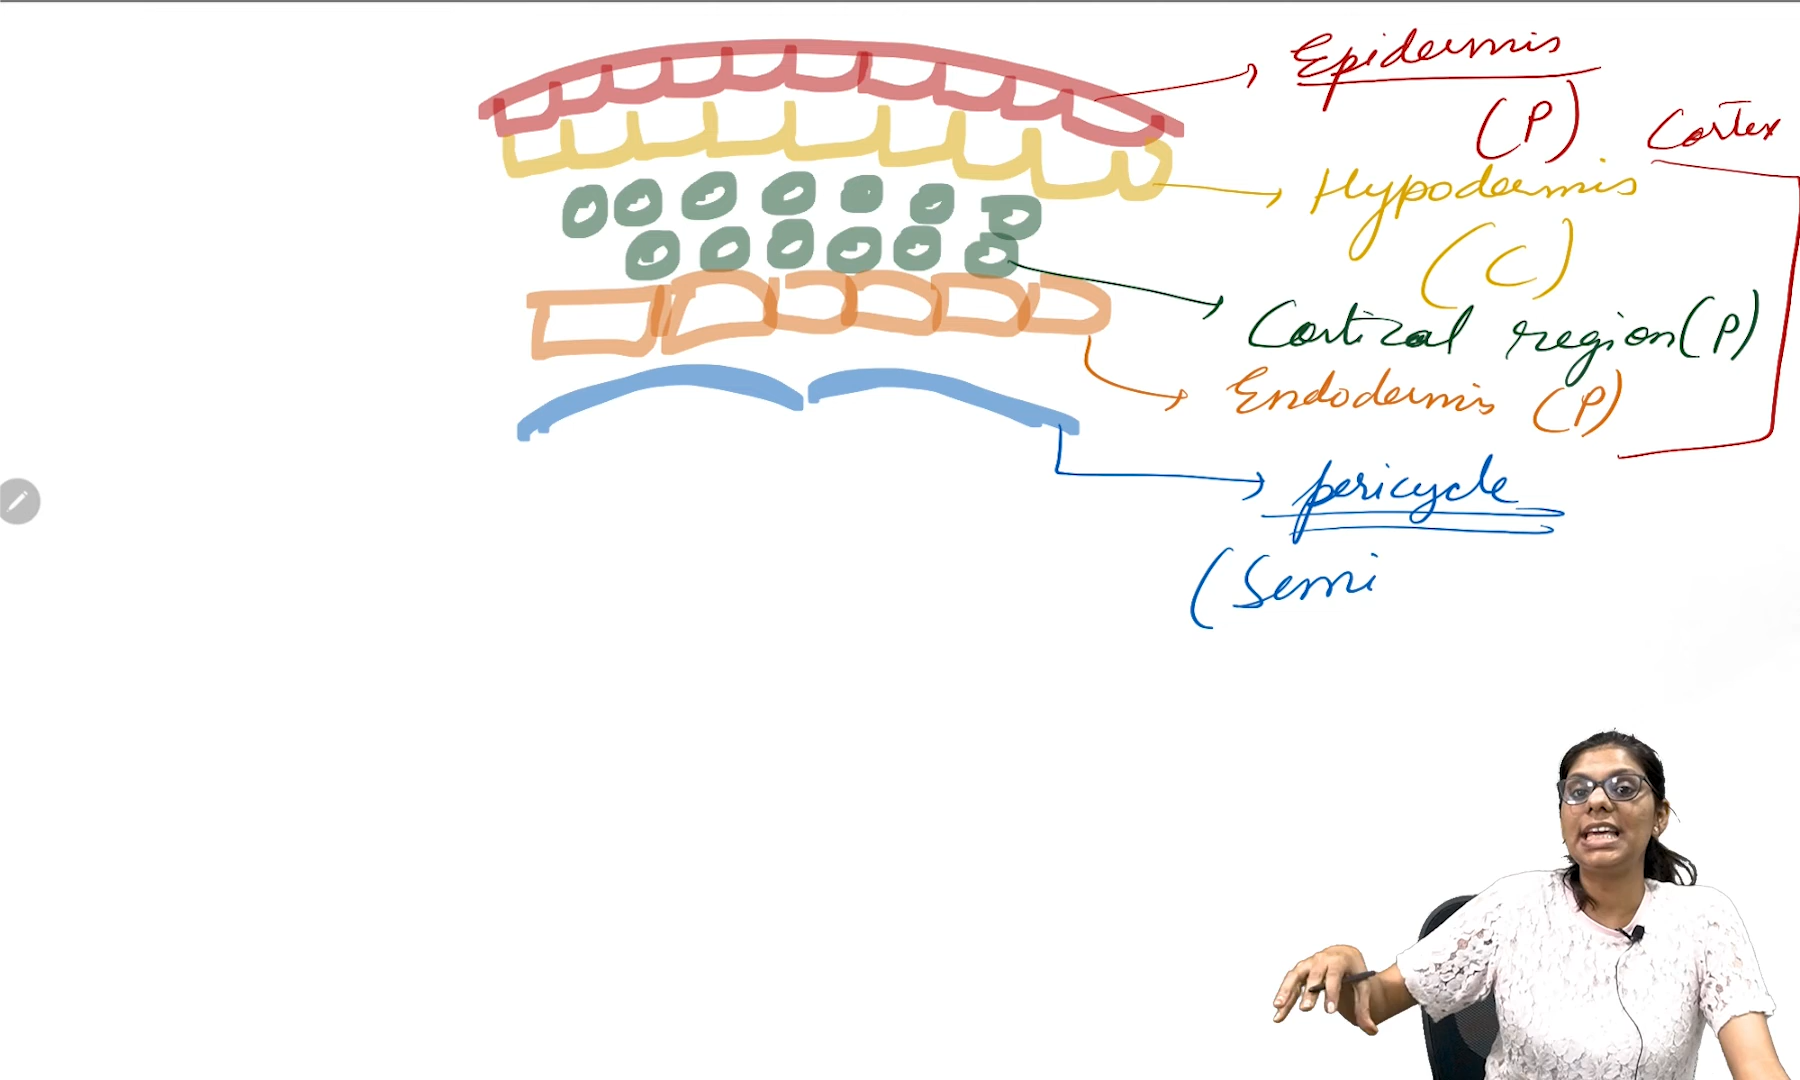 Epidermis
(P)
Cortex
Hypodermis
(C)
Cortical region (P)
Endodermis (P)
pericycle
(Semi